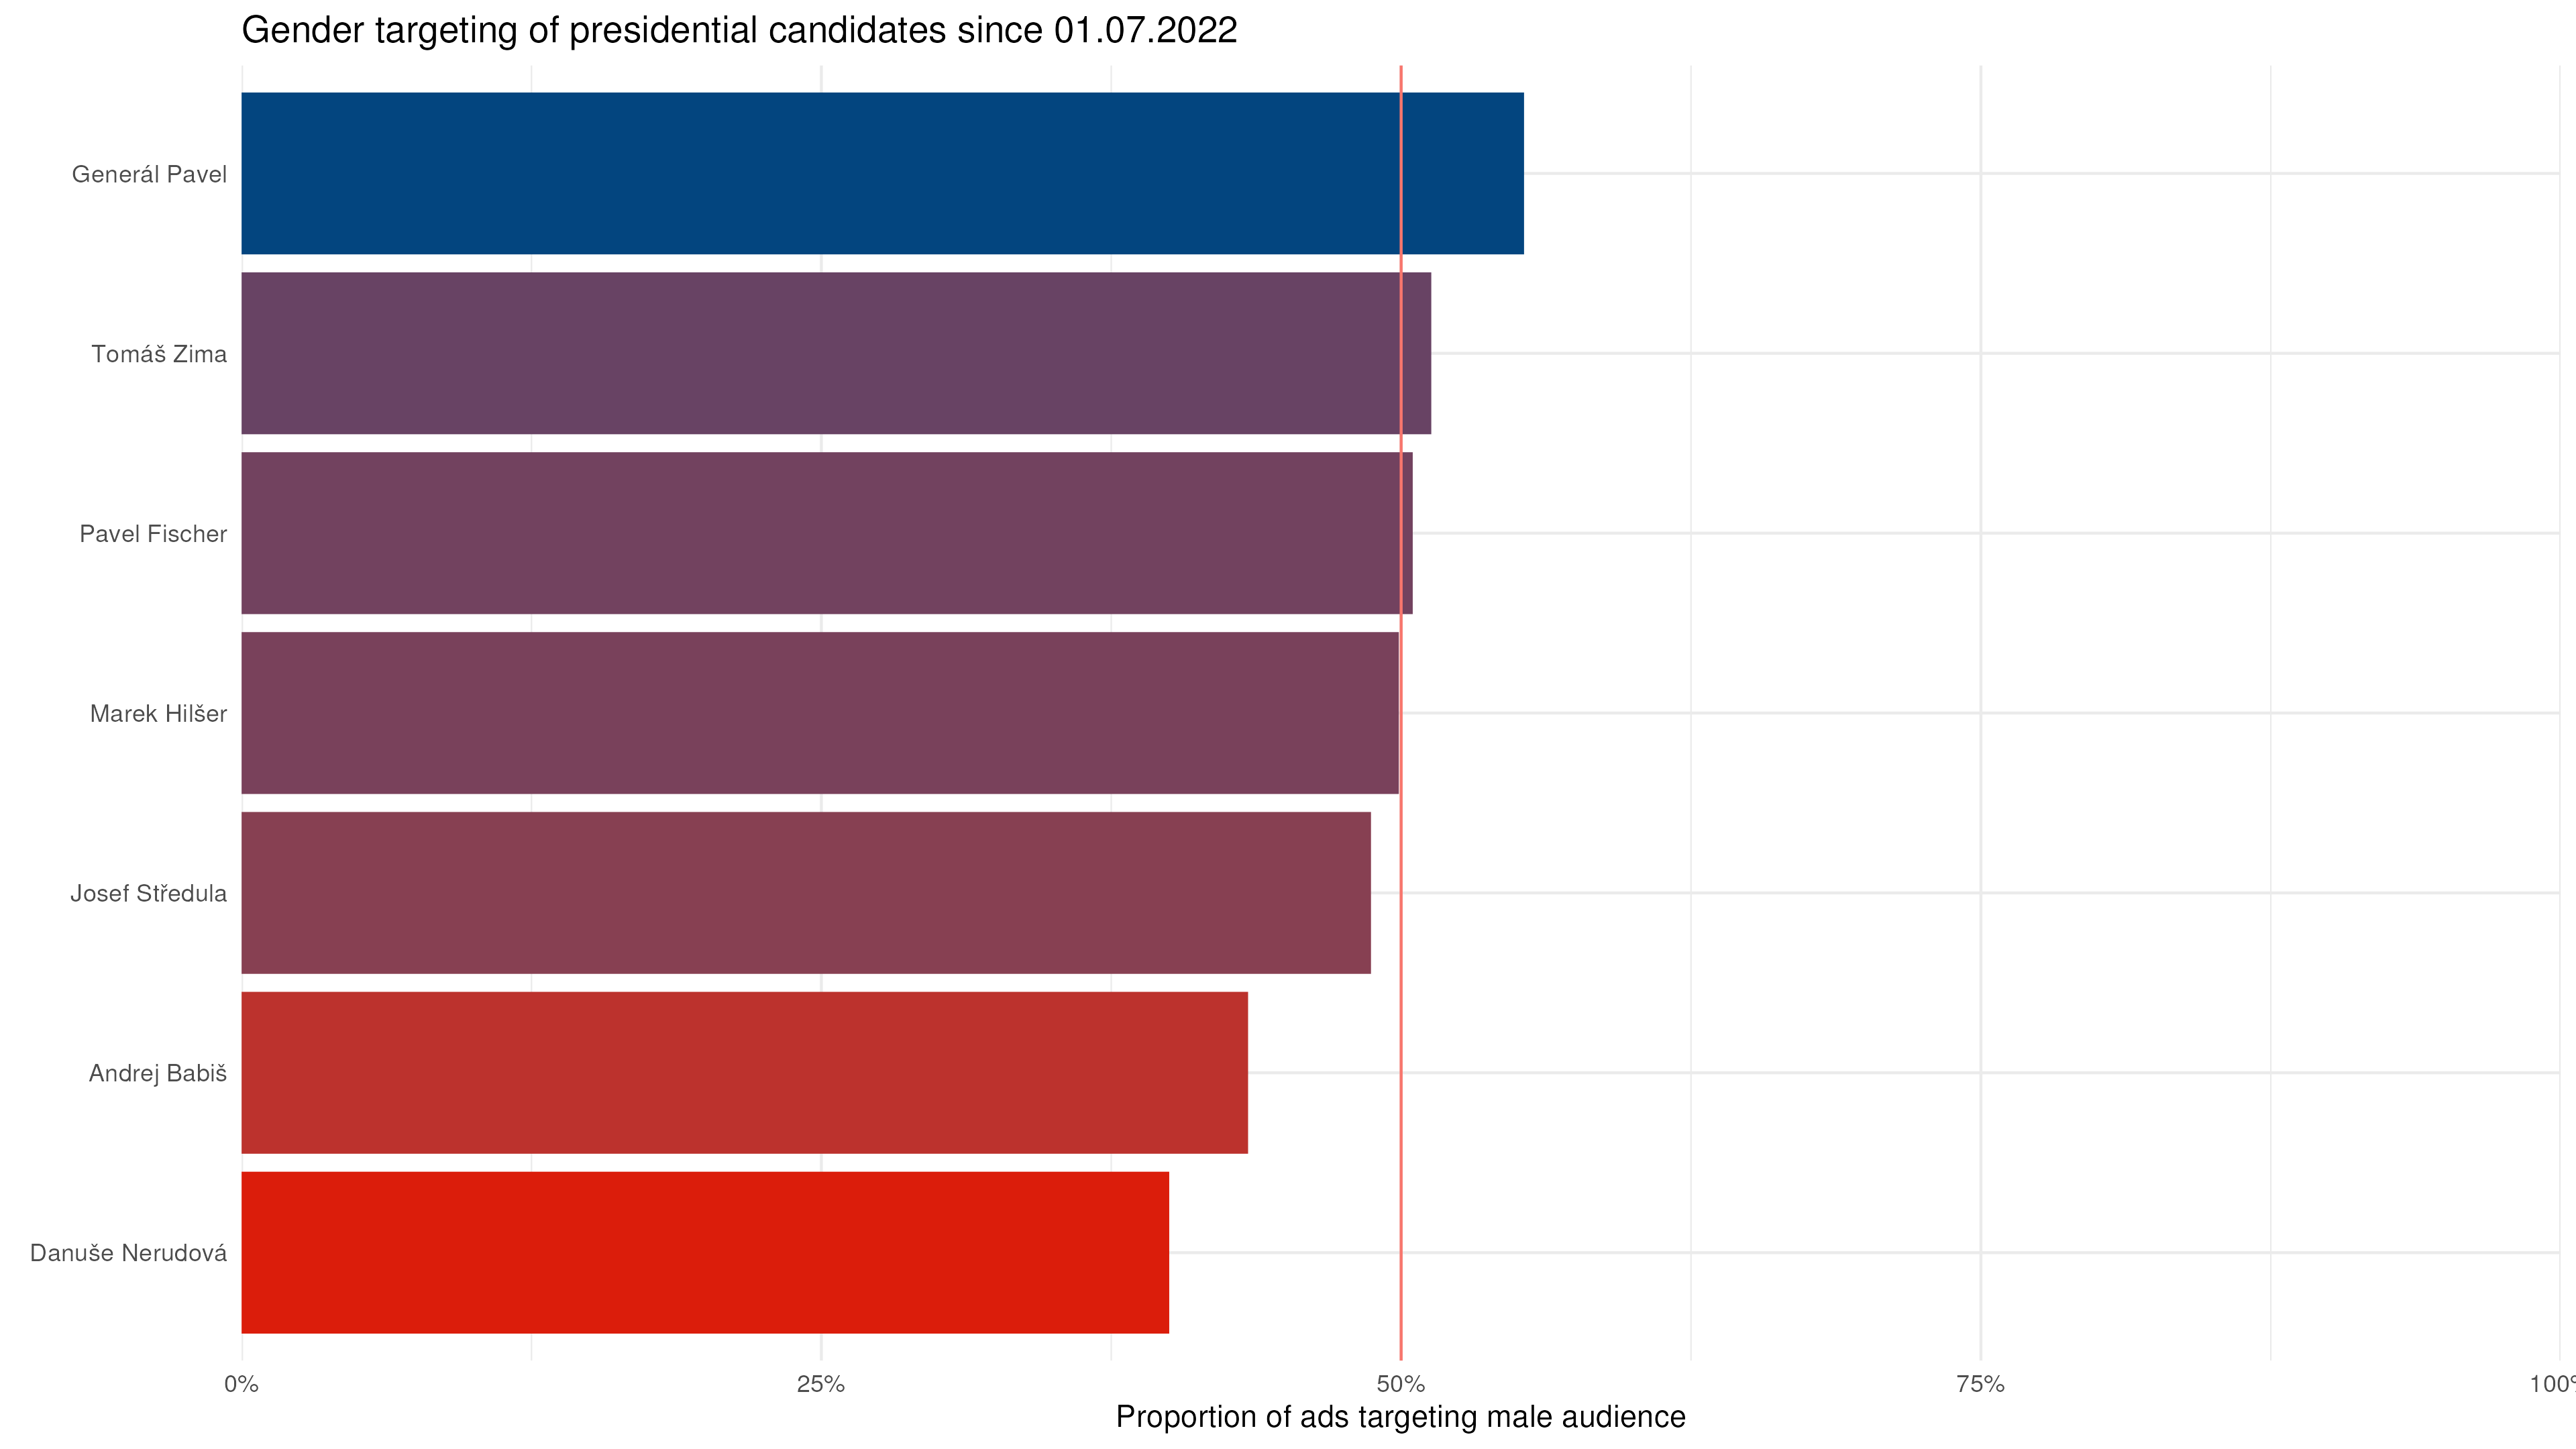 Gender targeting of presidential candidates since 01.07.2022
Generál Pavel
Tomáš Zima
Pavel Fischer
Marek Hilšer
Josef Středula
Andrej Babiš
Danuše Nerudová
0% 25% 50% 75% 100%
Proportion of ads targeting male audience